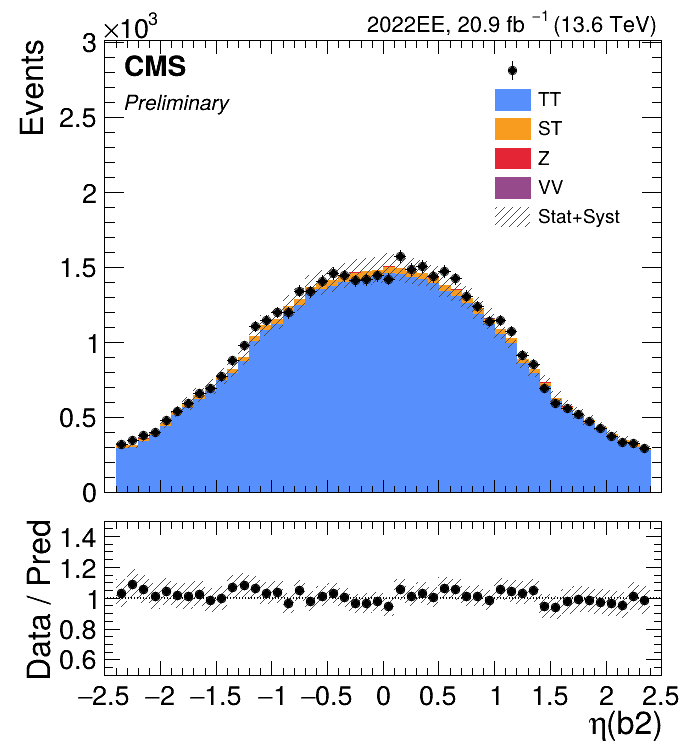 ×10³ 2022EE, 20.9 fb ⁻¹ (13.6 TeV)
Events
CMS
Preliminary
TT
ST
Z
VV
Stat+Syst
3
2.5
2
1.5
1
0.5
0
Data / Pred
1.4
1.2
1
0.8
0.6
−2.5 −2 −1.5 −1 −0.5 0 0.5 1 1.5 2 2.5
η(b2)